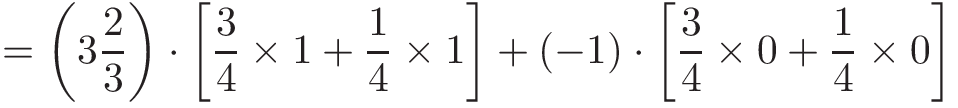 = (3 2/3) · [3/4 × 1 + 1/4 × 1] + (−1) · [3/4 × 0 + 1/4 × 0]